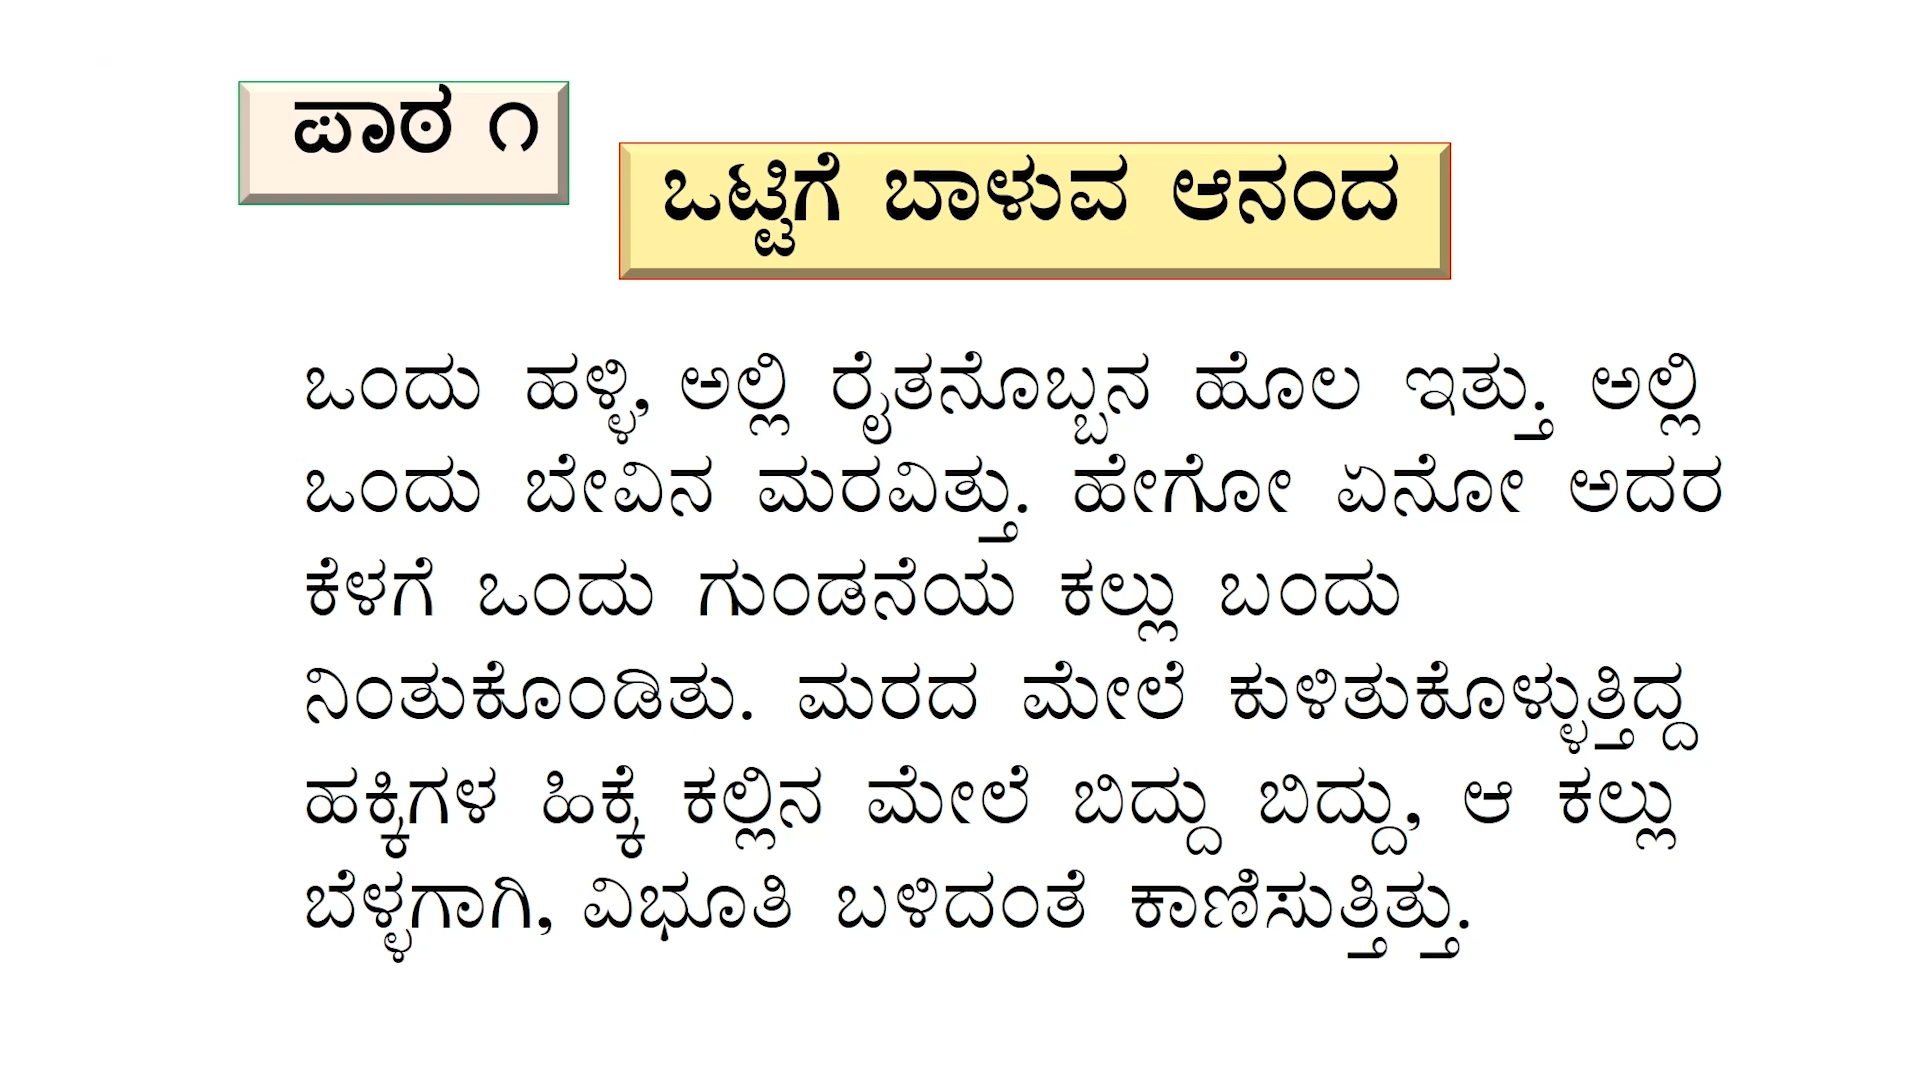 ಪಾಠ ೧
ಒಟ್ಟಿಗೆ ಬಾಳುವ ಆನಂದ
ಒಂದು ಹಳ್ಳಿ, ಅಲ್ಲಿ ರೈತನೊಬ್ಬನ ಹೊಲ ಇತ್ತು. ಅಲ್ಲಿ
ಒಂದು ಬೇವಿನ ಮರವಿತ್ತು. ಹೇಗೋ ಏನೋ ಅದರ
ಕೆಳಗೆ ಒಂದು ಗುಂಡನೆಯ ಕಲ್ಲು ಬಂದು
ನಿಂತುಕೊಂಡಿತು. ಮರದ ಮೇಲೆ ಕುಳಿತುಕೊಳ್ಳುತ್ತಿದ್ದ
ಹಕ್ಕಿಗಳ ಹಿಕ್ಕೆ ಕಲ್ಲಿನ ಮೇಲೆ ಬಿದ್ದು ಬಿದ್ದು, ಆ ಕಲ್ಲು
ಬೆಳ್ಳಗಾಗಿ, ವಿಭೂತಿ ಬಳಿದಂತೆ ಕಾಣಿಸುತ್ತಿತ್ತು.